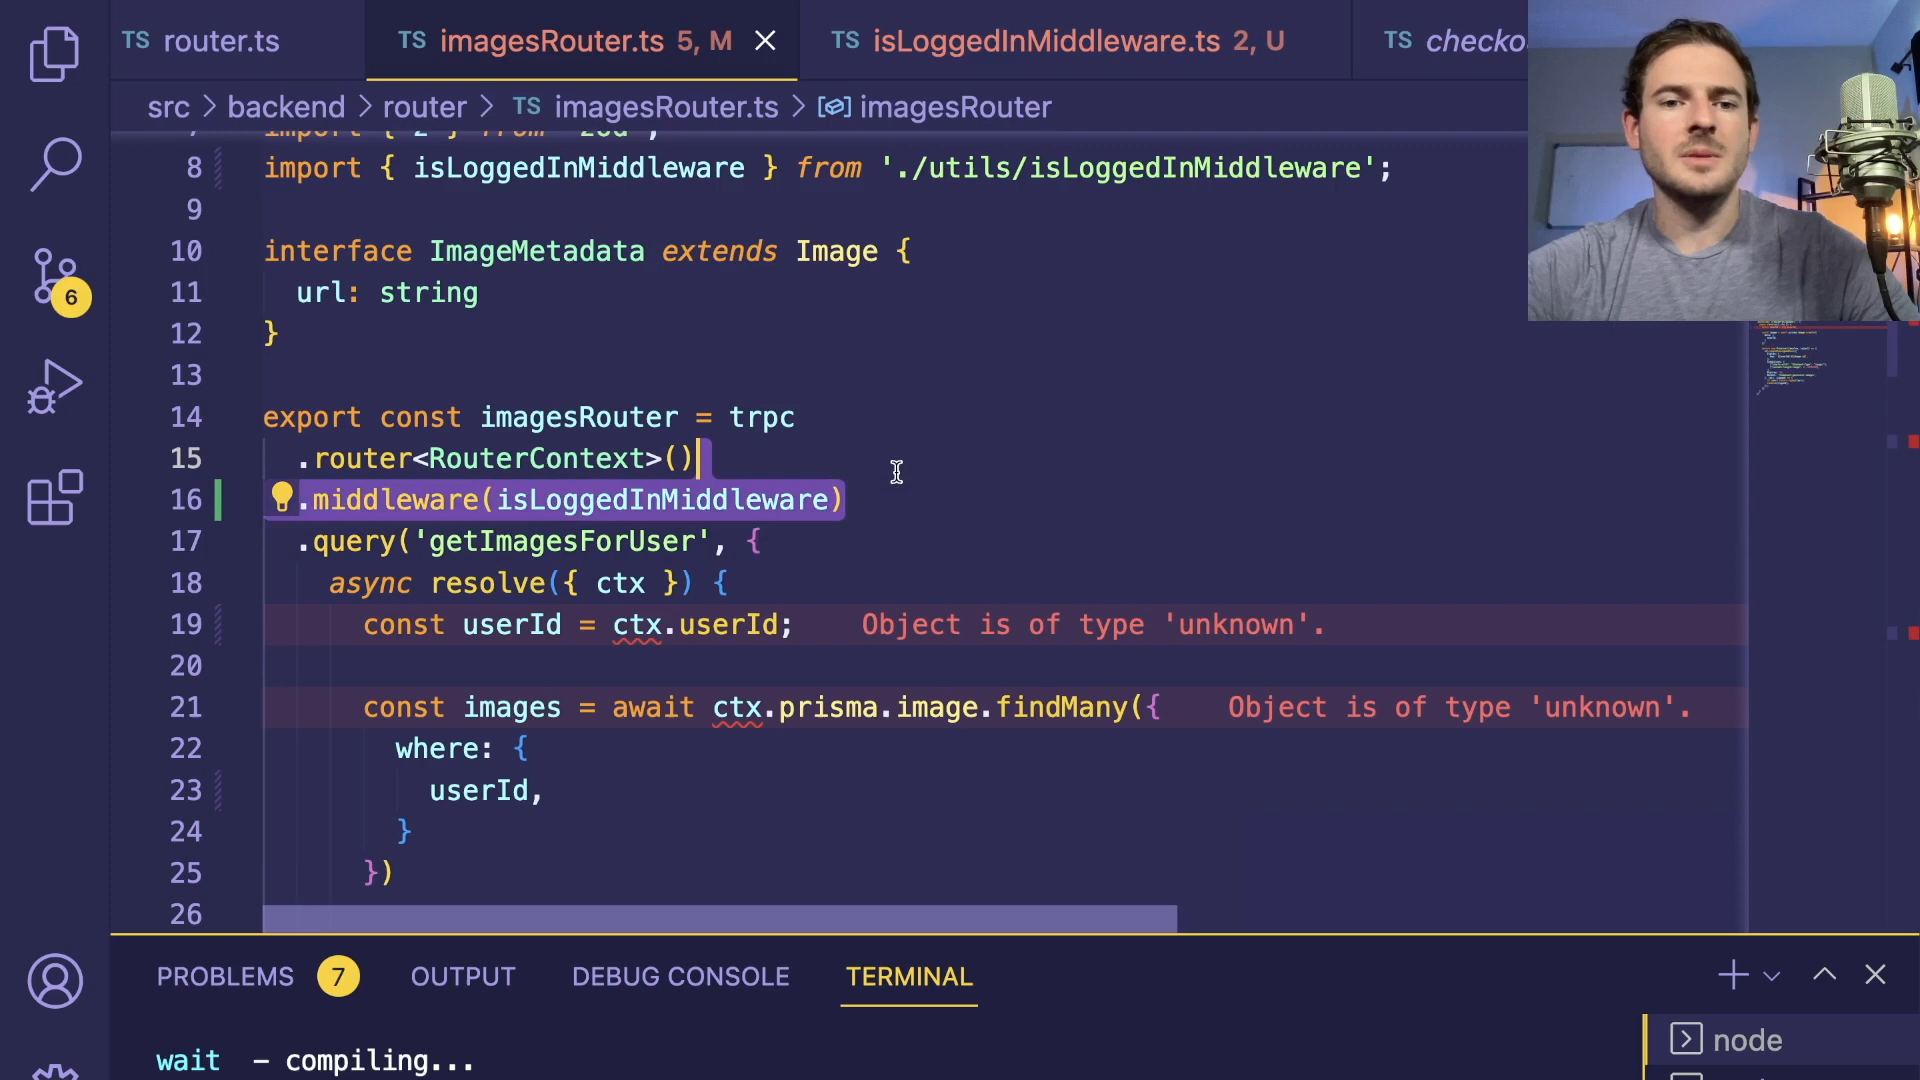 TS router.ts
TS imagesRouter.ts 5, M
TS isLoggedInMiddleware.ts 2, U
TS checko
src > backend > router > TS imagesRouter.ts > imagesRouter
7 import { z } from 'zod';
8 import { isLoggedInMiddleware } from './utils/isLoggedInMiddleware';
9
10 interface ImageMetadata extends Image {
11 url: string
12 }
13
14 export const imagesRouter = trpc
15 .router<RouterContext>()
16 .middleware(isLoggedInMiddleware)
17 .query('getImagesForUser', {
18 async resolve({ ctx }) {
19 const userId = ctx.userId; Object is of type 'unknown'.
20
21 const images = await ctx.prisma.image.findMany({ Object is of type 'unknown'.
22 where: {
23 userId,
24 }
25 })
26
6
PROBLEMS 7 OUTPUT DEBUG CONSOLE TERMINAL
wait - compiling...
node